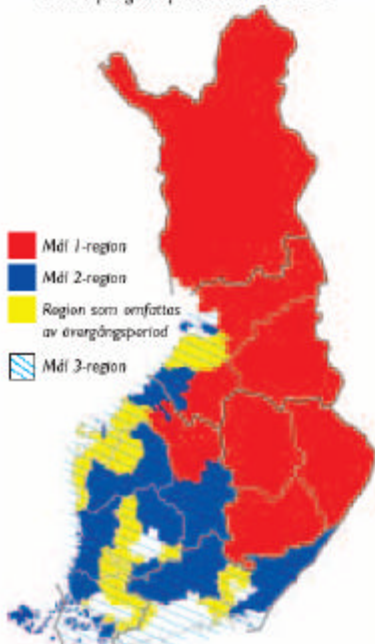 Mål 1-region
Mål 2-region
Region som omfattas
av övergångsperiod
Mål 3-region